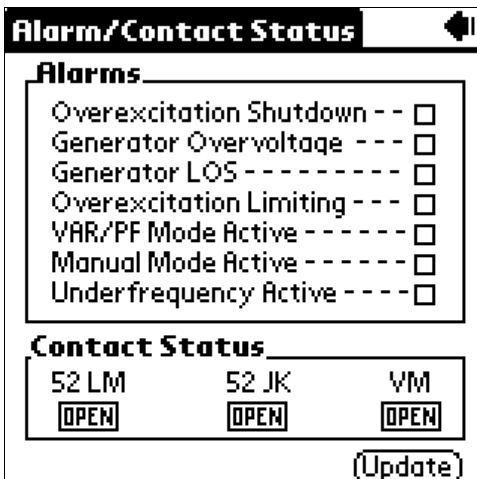 Alarm/Contact Status
Alarms
Overexcitation Shutdown - -
Generator Overvoltage - - -
Generator LOS - - - - - - - - -
Overexcitation Limiting - - -
VAR/PF Mode Active - - - - - -
Manual Mode Active - - - - - -
Underfrequency Active - - - -
Contact Status
52 LM 52 JK VM
OPEN OPEN OPEN
Update